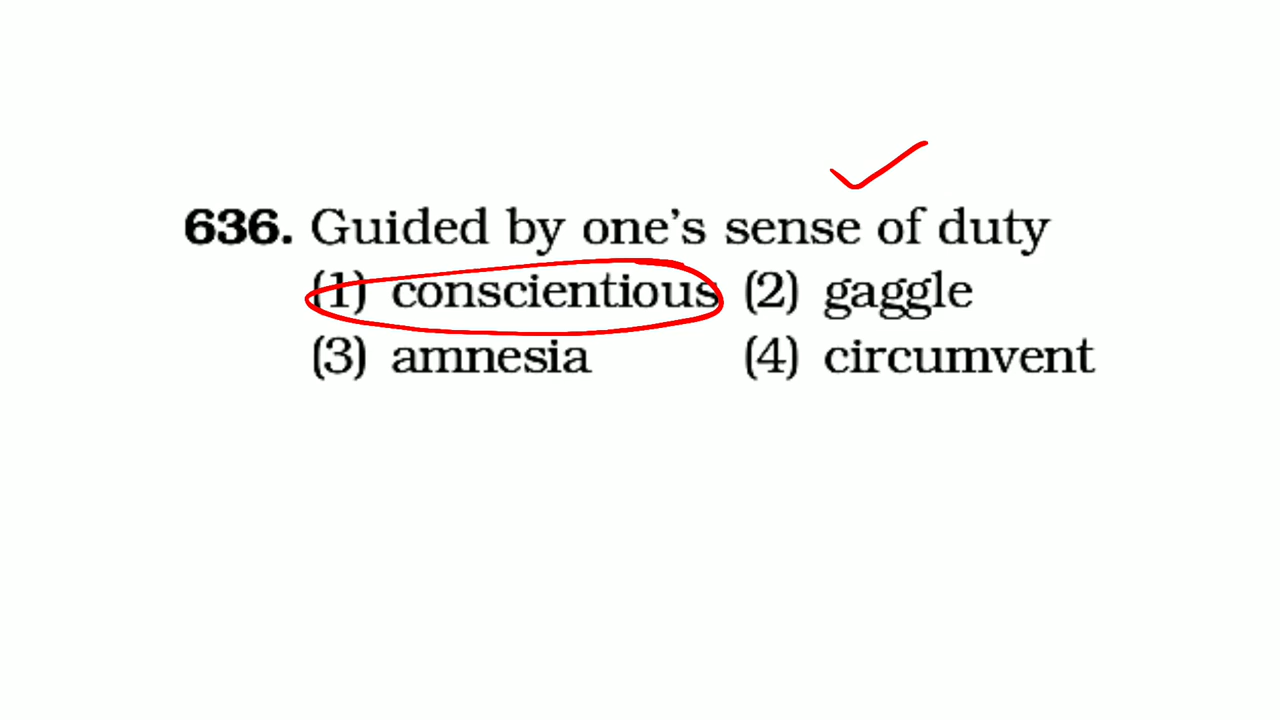 636. Guided by one’s sense of duty
(1) conscientious (2) gaggle
(3) amnesia (4) circumvent